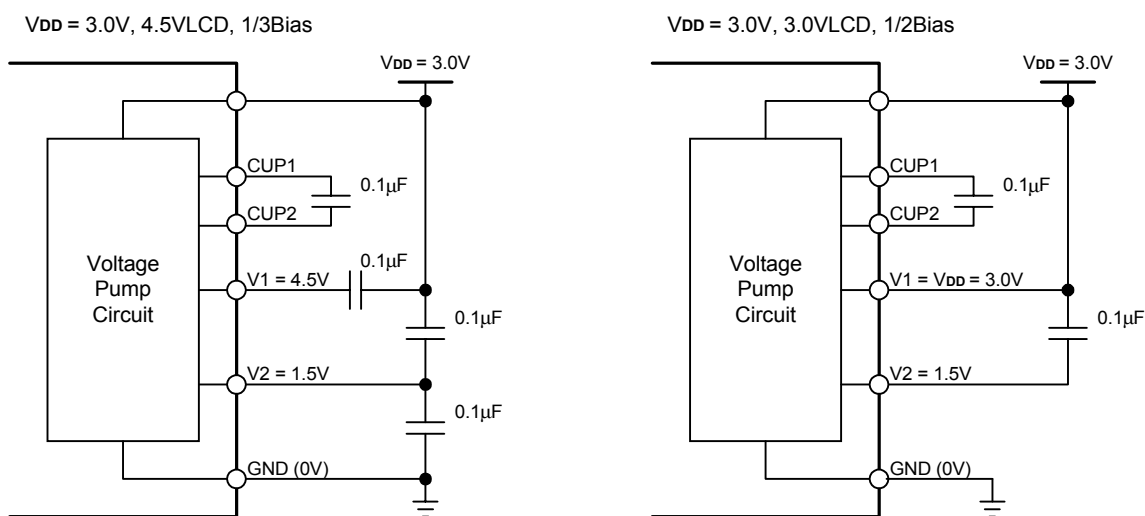 VDD = 3.0V, 4.5VLCD, 1/3Bias
VDD = 3.0V
CUP1
0.1μF
CUP2
0.1μF
Voltage
Pump
Circuit
V1 = 4.5V
0.1μF
V2 = 1.5V
0.1μF
GND (0V)
VDD = 3.0V, 3.0VLCD, 1/2Bias
VDD = 3.0V
CUP1
0.1μF
CUP2
Voltage
Pump
Circuit
V1 = VDD = 3.0V
0.1μF
V2 = 1.5V
GND (0V)